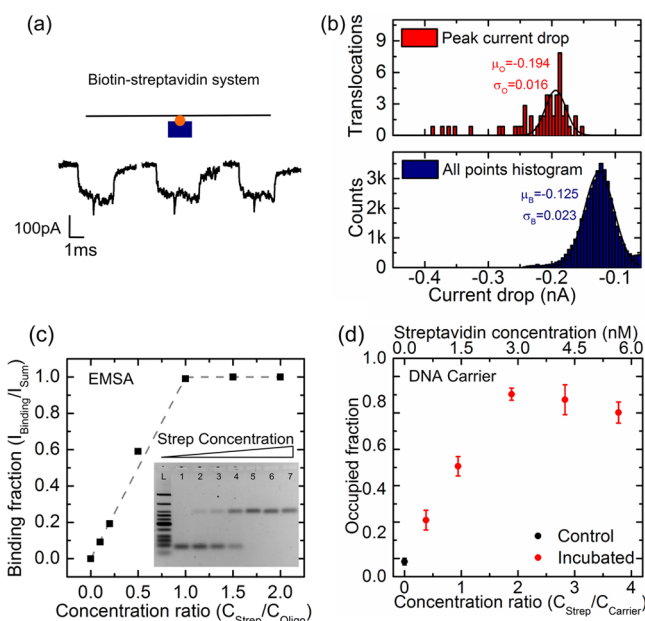 (a)
Biotin-streptavidin system
100pA
1ms
(b)
Translocations
9
6
3
0
Peak current drop
μO=-0.194
σO=0.016
Counts
3k
2k
1k
0
All points histogram
μB=-0.125
σB=0.023
-0.4 -0.3 -0.2 -0.1
Current drop (nA)
(c)
Binding fraction (IBinding/ISum)
1.0
0.8
0.6
0.4
0.2
0.0
EMSA
Strep Concentration
L 1 2 3 4 5 6 7
0.0 0.5 1.0 1.5 2.0
Concentration ratio (CStrep/COligo)
(d)
Streptavidin concentration (nM)
0.0 1.5 3.0 4.5 6.0
Occupied fraction
1.0
0.8
0.6
0.4
0.2
0.0
DNA Carrier
Control
Incubated
0 1 2 3 4
Concentration ratio (CStrep/CCarrier)